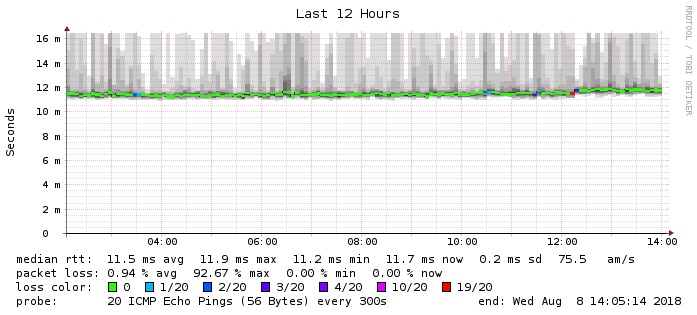 Last 12 Hours
RRDTOOL / TOBI OETIKER
Seconds
16 m
14 m
12 m
10 m
8 m
6 m
4 m
2 m
0
04:00 06:00 08:00 10:00 12:00 14:00
median rtt: 11.5 ms avg 11.9 ms max 11.2 ms min 11.7 ms now 0.2 ms sd 75.5 am/s
packet loss: 0.94 % avg 92.67 % max 0.00 % min 0.00 % now
loss color: 0 1/20 2/20 3/20 4/20 10/20 19/20
probe: 20 ICMP Echo Pings (56 Bytes) every 300s end: Wed Aug 8 14:05:14 2018